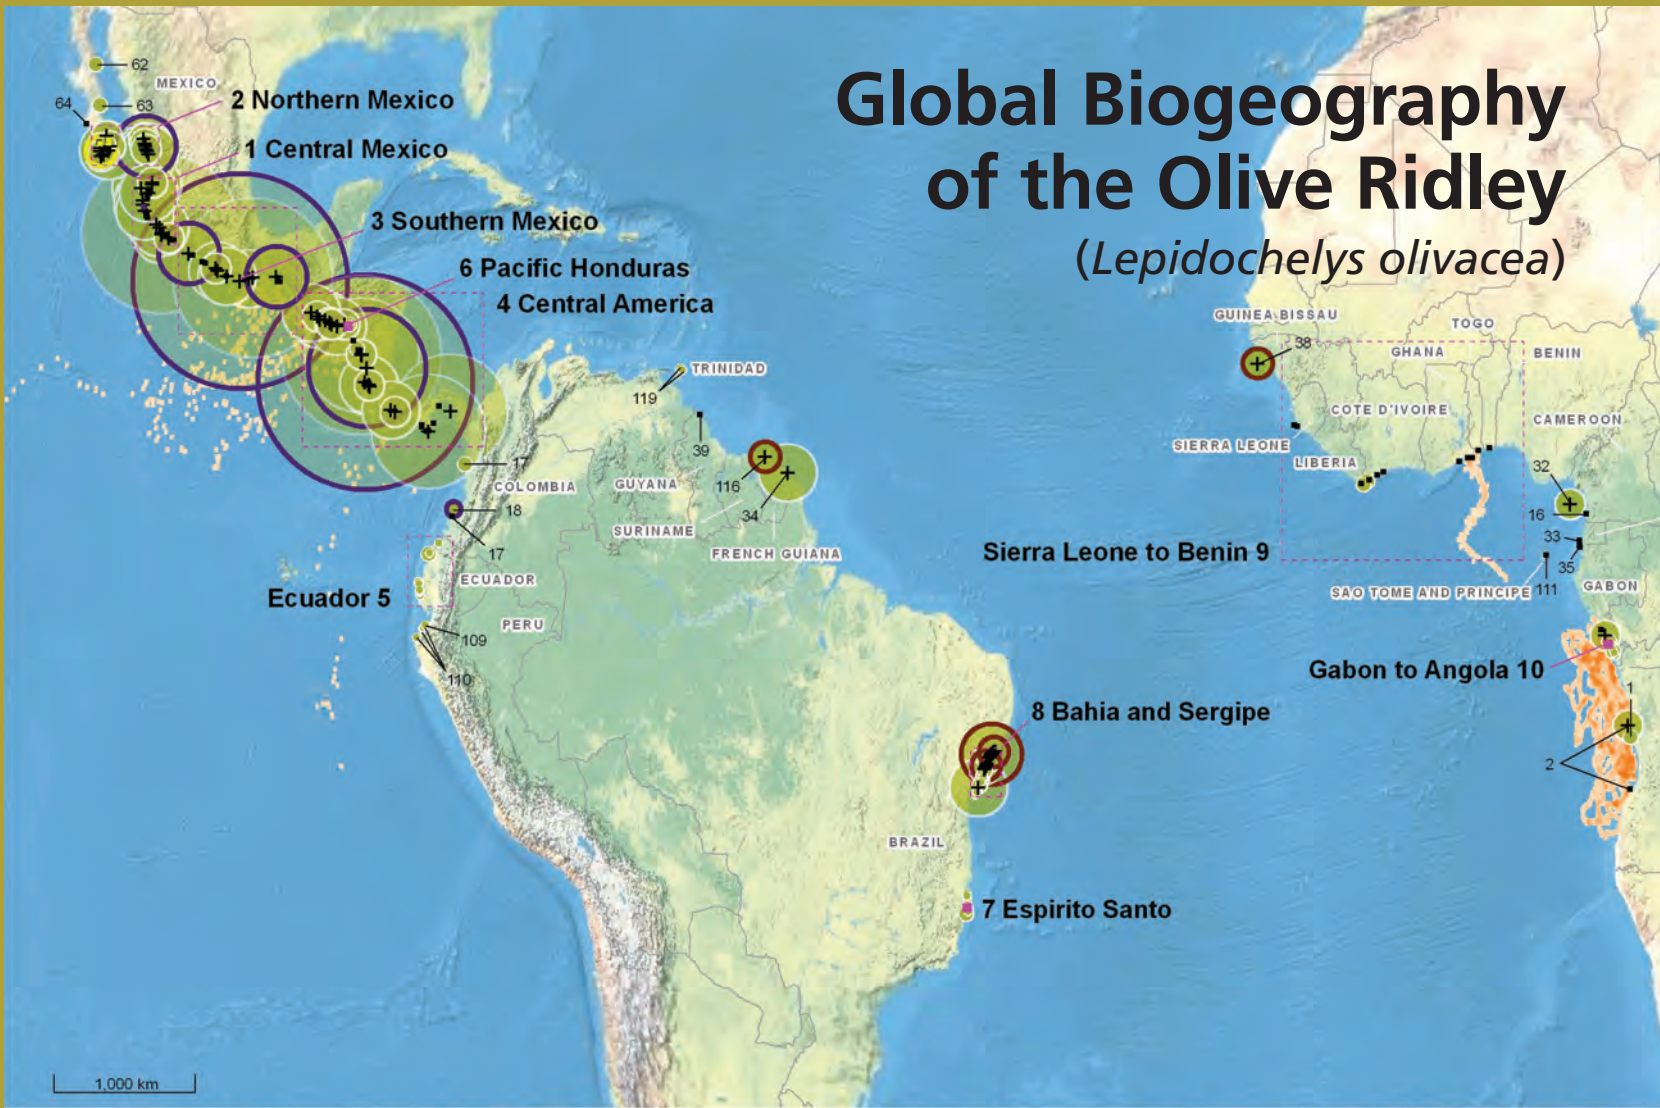 Global Biogeography
of the Olive Ridley
(Lepidochelys olivacea)
62
MEXICO
64
63
2 Northern Mexico
1 Central Mexico
3 Southern Mexico
6 Pacific Honduras
4 Central America
GUINEA BISSAU
TOGO
38
GHANA
BENIN
TRINIDAD
119
COTE D'IVOIRE
CAMEROON
39
SIERRA LEONE
LIBERIA
17
32
COLOMBIA
GUYANA
116
18
34
16
SURINAME
33
17
FRENCH GUIANA
Sierra Leone to Benin 9
35
ECUADOR
SAO TOME AND PRINCIPE
111
GABON
Ecuador 5
PERU
109
110
Gabon to Angola 10
1
8 Bahia and Sergipe
2
BRAZIL
7 Espirito Santo
1,000 km